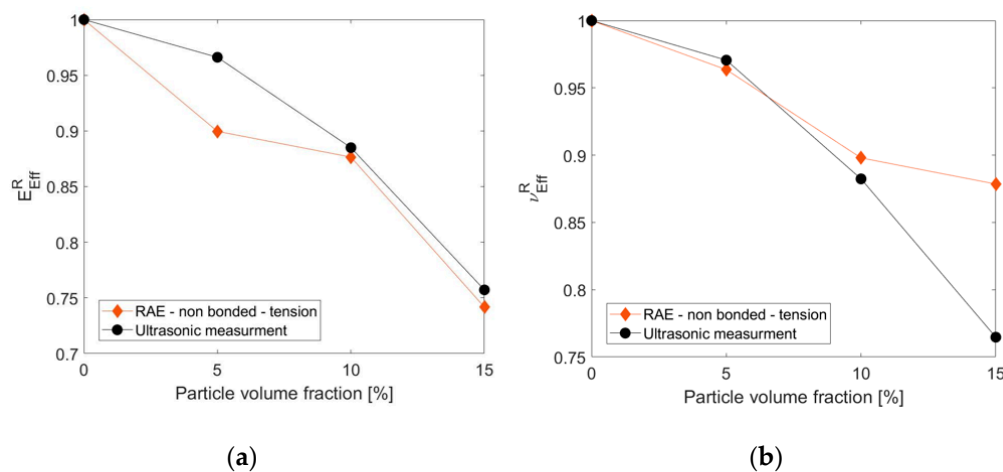 1
0.95
0.9
0.85
0.8
0.75
0.7
E^R_Eff
RAE - non bonded - tension
Ultrasonic measurment
0 5 10 15
Particle volume fraction [%]
(a)
1
0.95
0.9
0.85
0.8
0.75
ν^R_Eff
RAE - non bonded - tension
Ultrasonic measurment
0 5 10 15
Particle volume fraction [%]
(b)